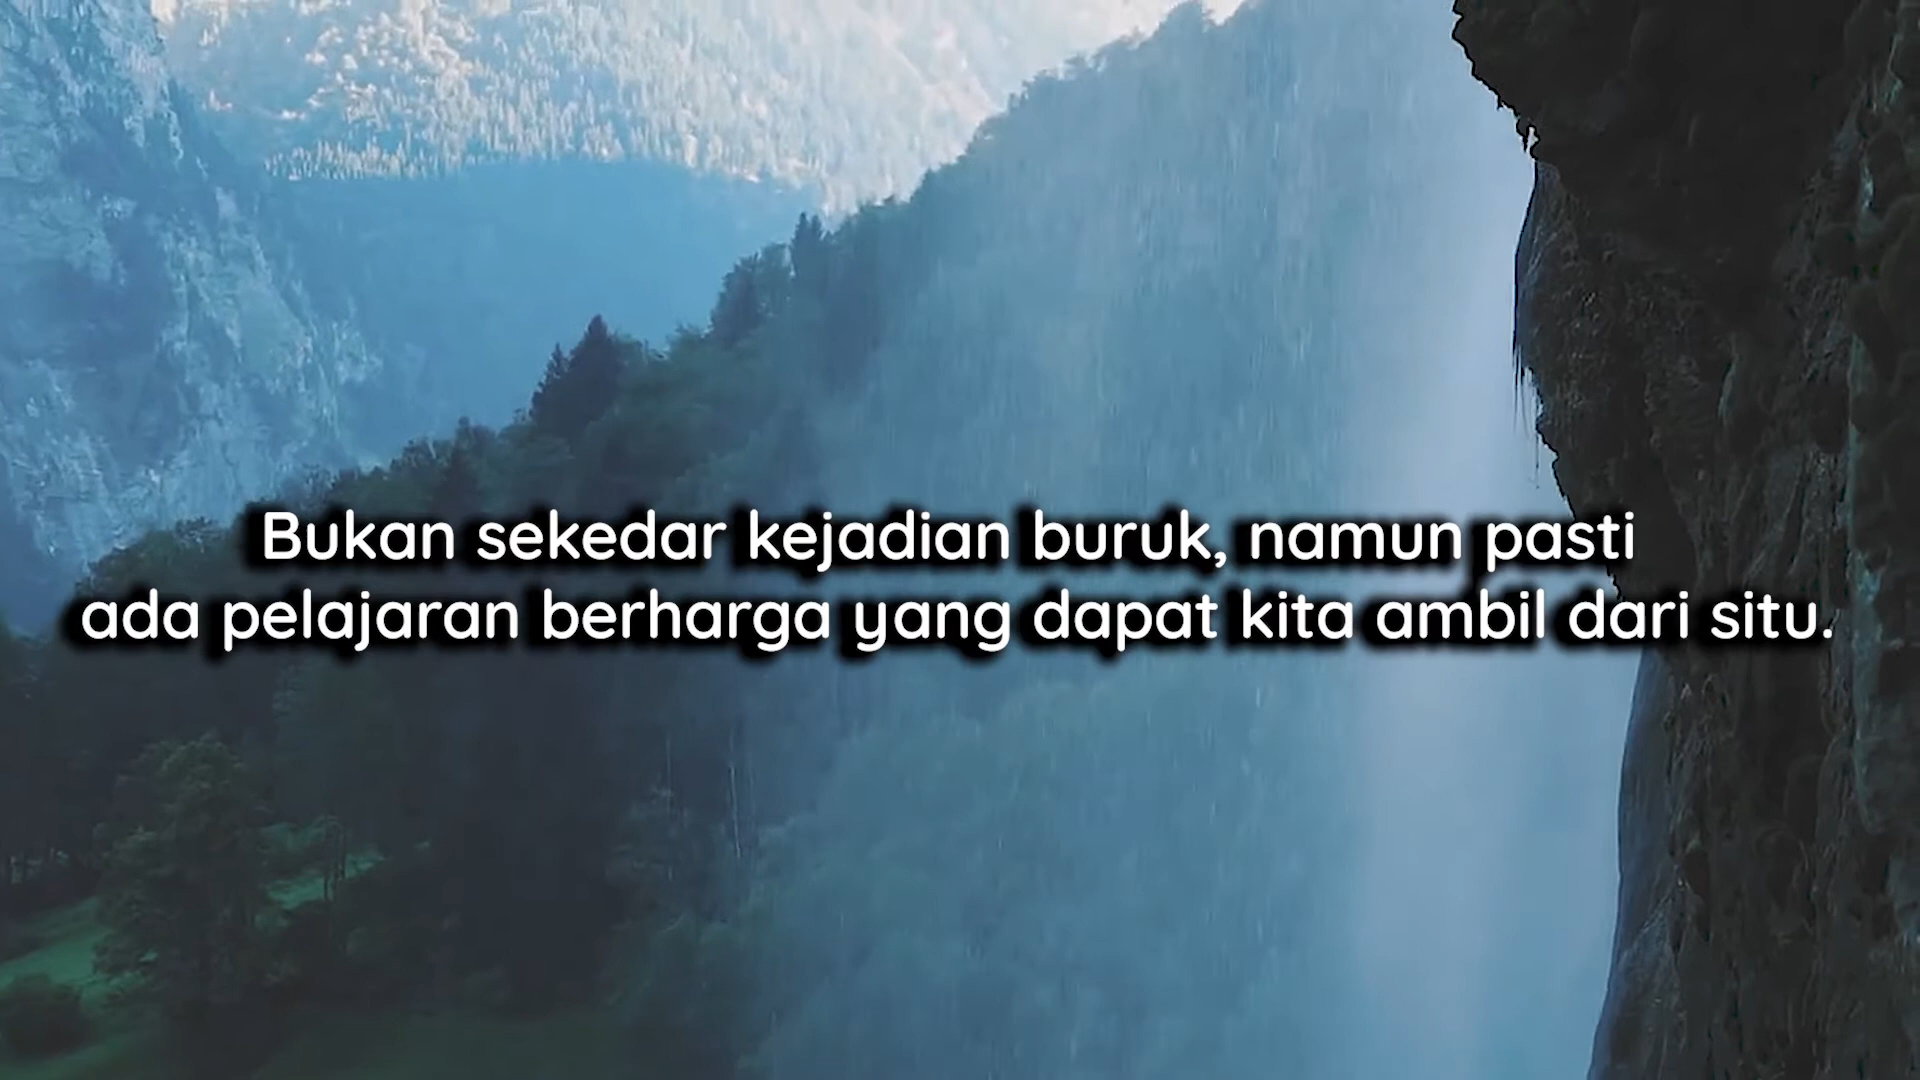 Bukan sekedar kejadian buruk, namun pasti
ada pelajaran berharga yang dapat kita ambil dari situ.